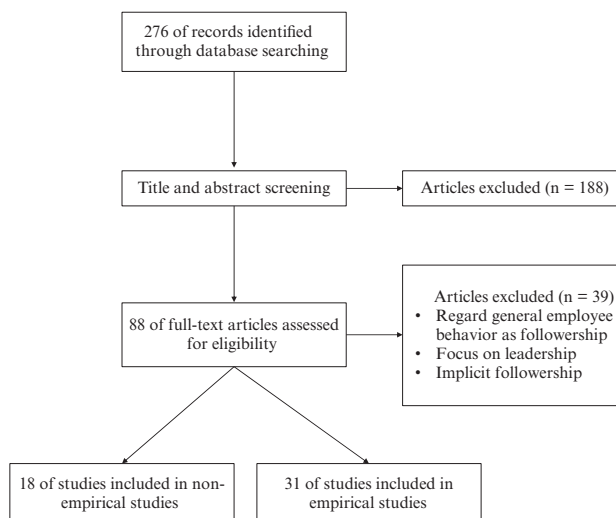 276 of records identified
through database searching
Title and abstract screening
Articles excluded (n = 188)
88 of full-text articles assessed
for eligibility
Articles excluded (n = 39)
• Regard general employee
behavior as followership
• Focus on leadership
• Implicit followership
18 of studies included in non-
empirical studies
31 of studies included in
empirical studies